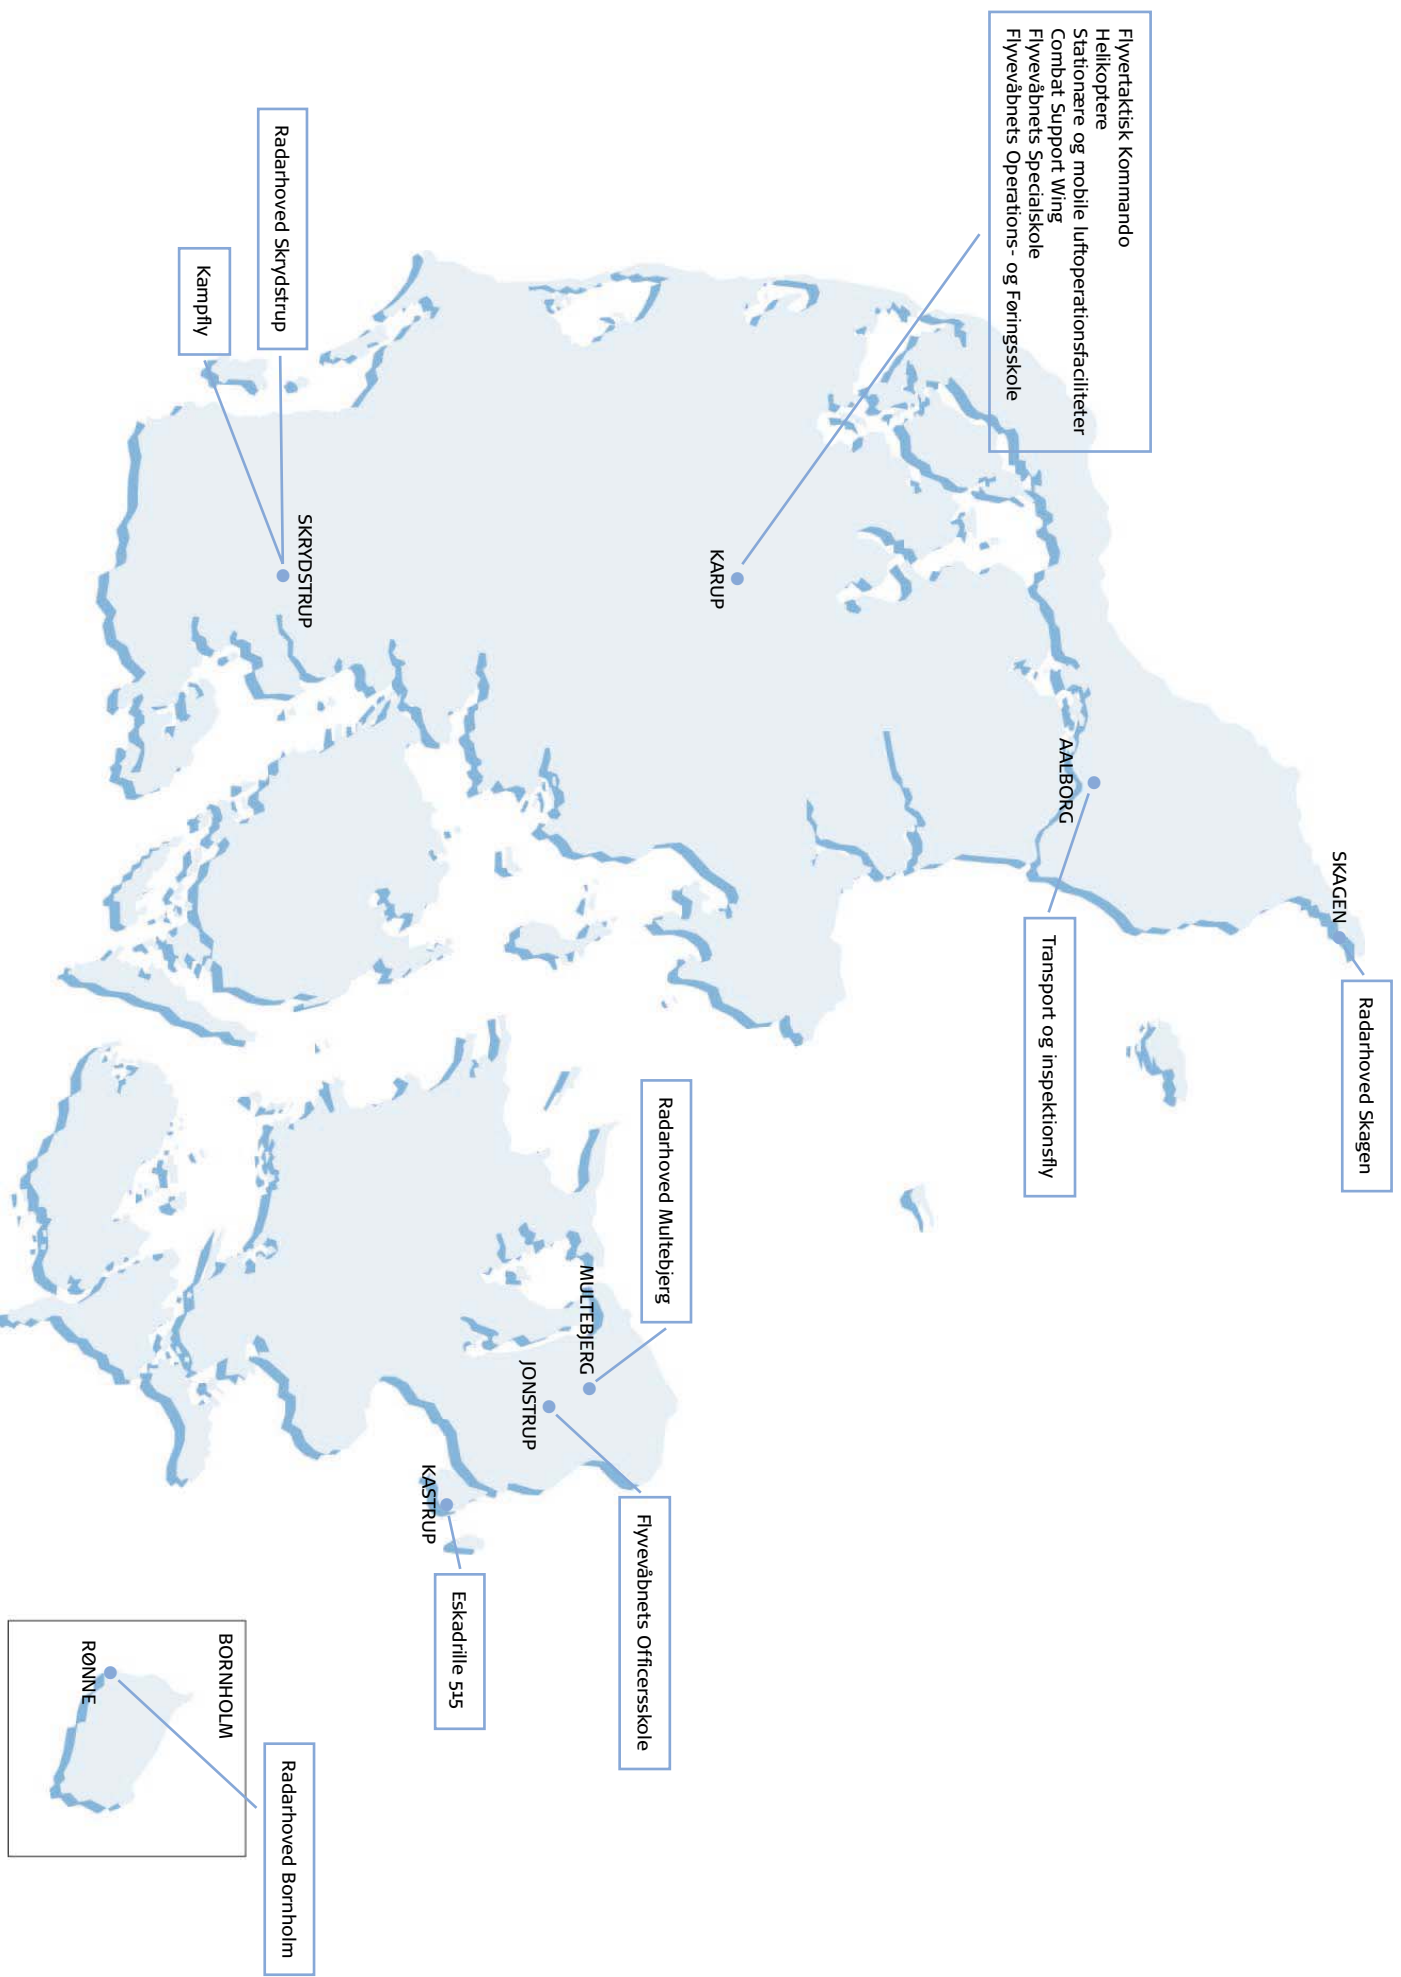 Flyvertaktisk Kommando
Helikoptere
Stationære og mobile luftoperationsfaciliteter
Combat Support Wing
Flyvevåbnets Specialskole
Flyvevåbnets Operations- og Føringsskole
SKAGEN
Radarhoved Skagen
AALBORG
Transport og inspektionsfly
KARUP
Radarhoved Multebjerg
MULTEBJERG
JONSTRUP
Flyvevåbnets Officersskole
KASTRUP
Eskadrille 515
Radarhoved Skrydstrup
Kampfly
SKRYDSTRUP
BORNHOLM
RØNNE
Radarhoved Bornholm